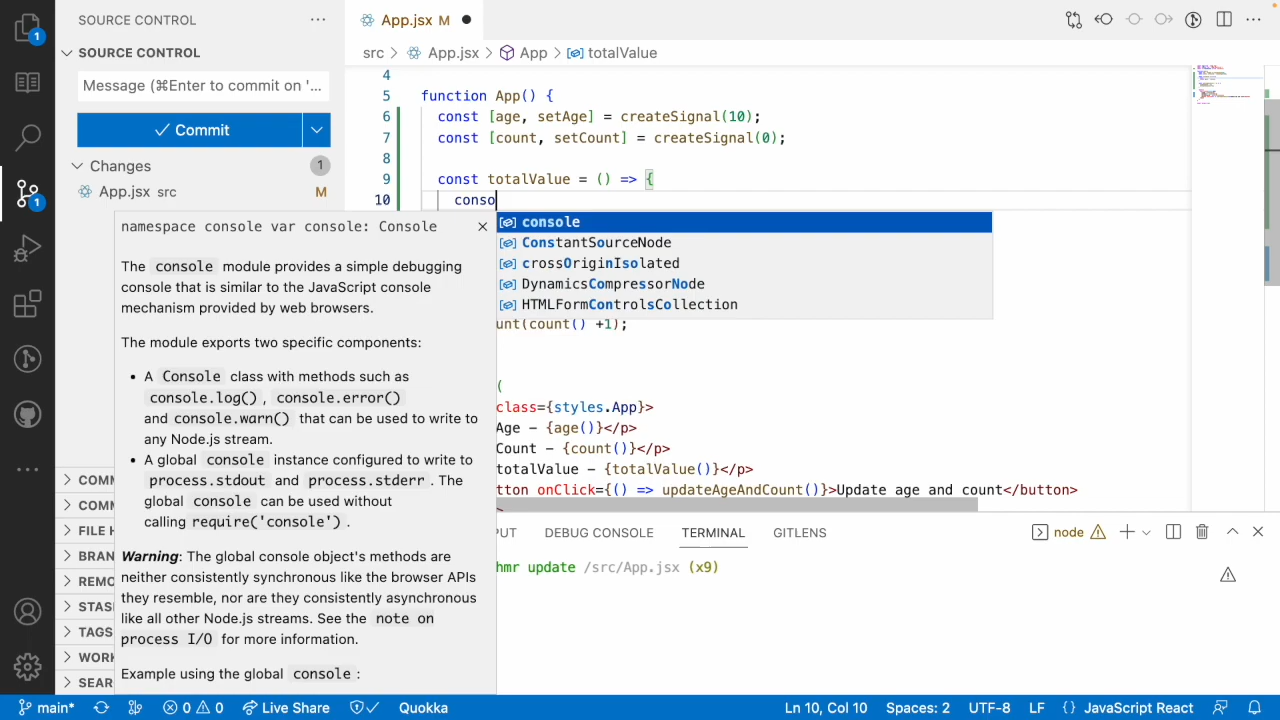 1
1
SOURCE CONTROL
SOURCE CONTROL
Message (⌘Enter to commit on '...
Commit
Changes 1
App.jsx src M
COMM
COMM
FILE H
BRAN
REMO
STAS
TAGS
WORK
SEAR
App.jsx M
src > App.jsx > App > totalValue
4
5 function App() {
6 const [age, setAge] = createSignal(10);
7 const [count, setCount] = createSignal(0);
8
9 const totalValue = () => {
10 conso
console
ConstantSourceNode
crossOriginIsolated
DynamicsCompressorNode
HTMLFormControlsCollection
unt(count() +1);
(
class={styles.App}>
Age – {age()}</p>
Count – {count()}</p>
totalValue – {totalValue()}</p>
tton onClick={() => updateAgeAndCount()}>Update age and count</button>
>
namespace console var console: Console
The console module provides a simple debugging
console that is similar to the JavaScript console
mechanism provided by web browsers.
The module exports two specific components:
• A Console class with methods such as
console.log() , console.error()
and console.warn() that can be used to write to
any Node.js stream.
• A global console instance configured to write to
process.stdout and process.stderr . The
global console can be used without
calling require('console') .
Warning: The global console object's methods are
neither consistently synchronous like the browser APIs
they resemble, nor are they consistently asynchronous
like all other Node.js streams. See the note on
process I/O for more information.
Example using the global console :
PUT DEBUG CONSOLE TERMINAL GITLENS
node
hmr update /src/App.jsx (x9)
main* 0 0 Live Share Quokka Ln 10, Col 10 Spaces: 2 UTF-8 LF {} JavaScript React